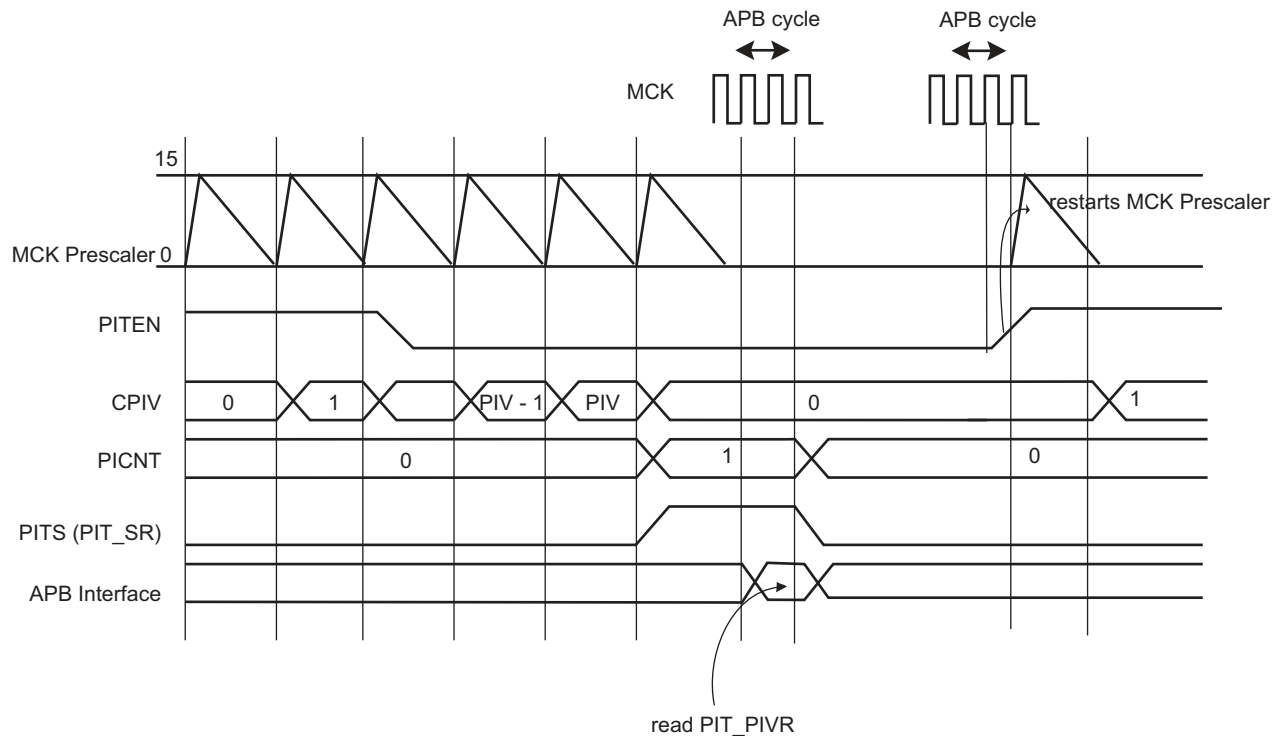 APB cycle
APB cycle
MCK
15
restarts MCK Prescaler
MCK Prescaler 0
PITEN
CPIV
0
1
PIV - 1
PIV
0
1
PICNT
0
1
0
PITS (PIT_SR)
APB Interface
read PIT_PIVR